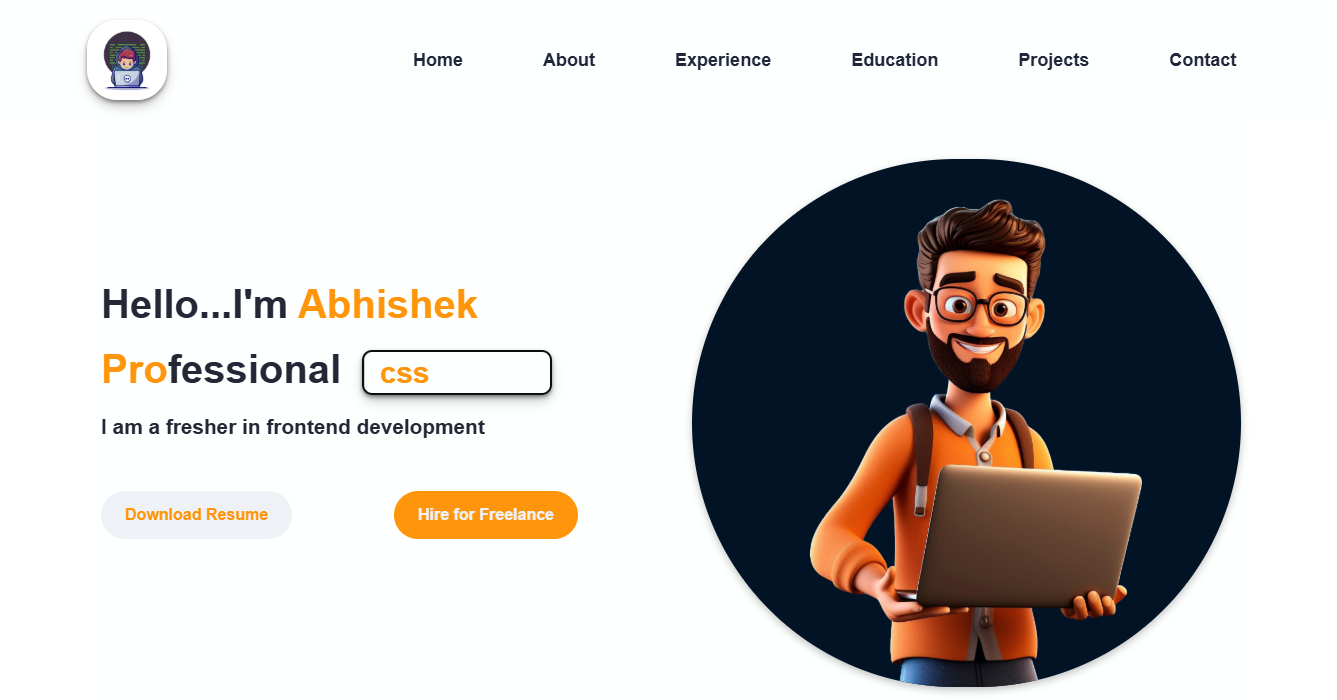 Home About Experience Education Projects Contact
Hello...I'm Abhishek
Professional css
I am a fresher in frontend development
Download Resume Hire for Freelance